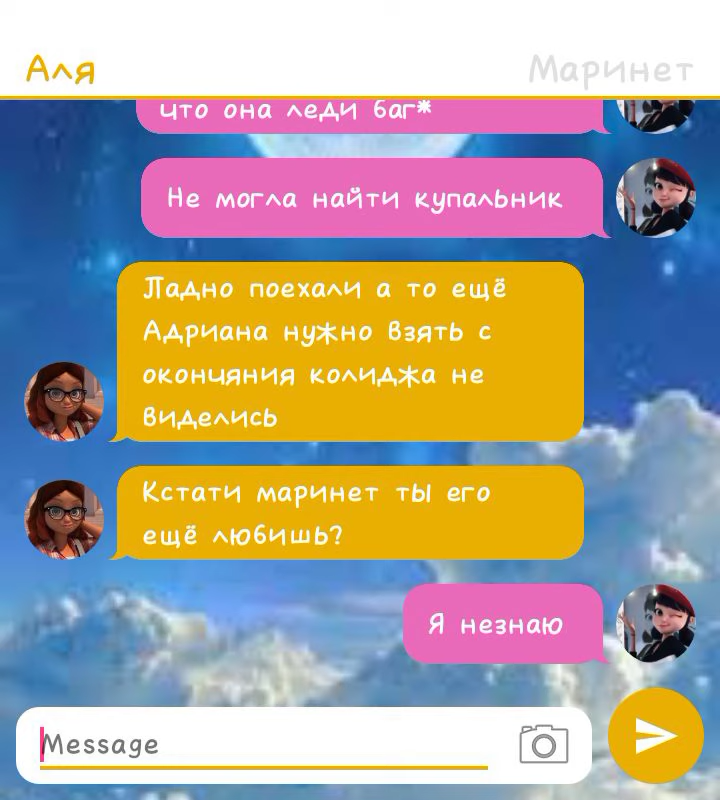 Аля
Маринет
что она леди баг*
Не могла найти купальник
Ладно поехали а то ещё
Адриана нужно взять с
окончяния колиджа не
виделись
Кстати маринет ты его
ещё любишь?
Я незнаю
Message